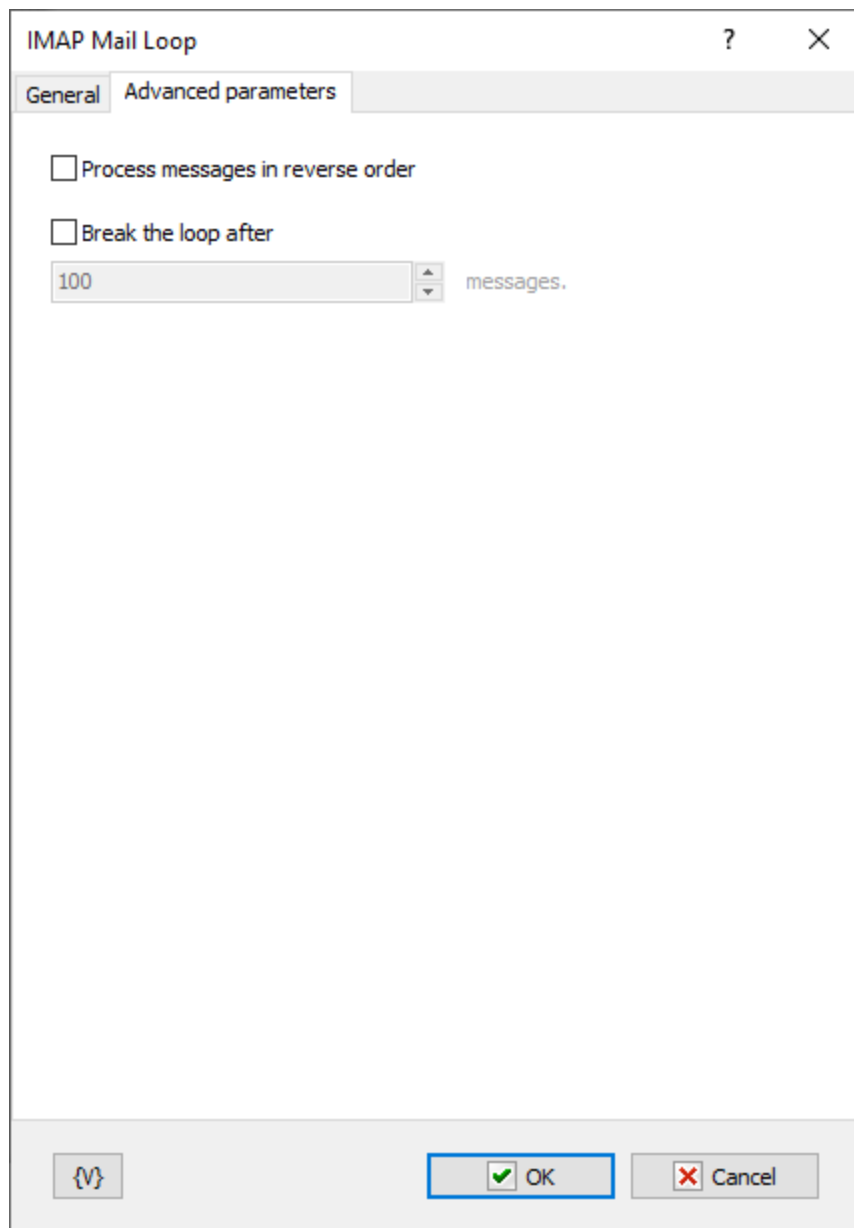 IMAP Mail Loop ?
General Advanced parameters
Process messages in reverse order
Break the loop after
100 messages.
{V} OK Cancel